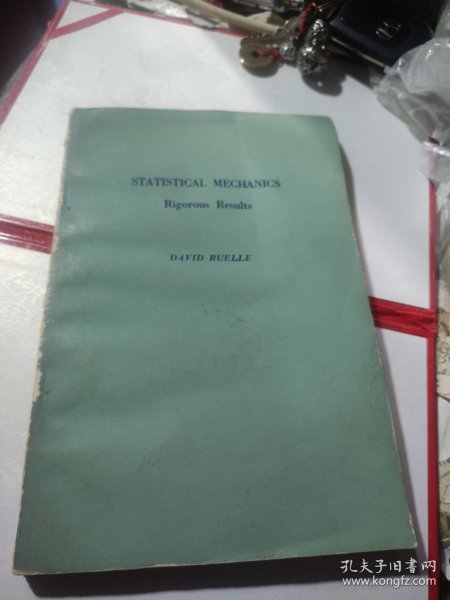 STATISTICAL MECHANICS
Rigorous Results
DAVID RUELLE
孔夫子旧书网
www.kongfz.com